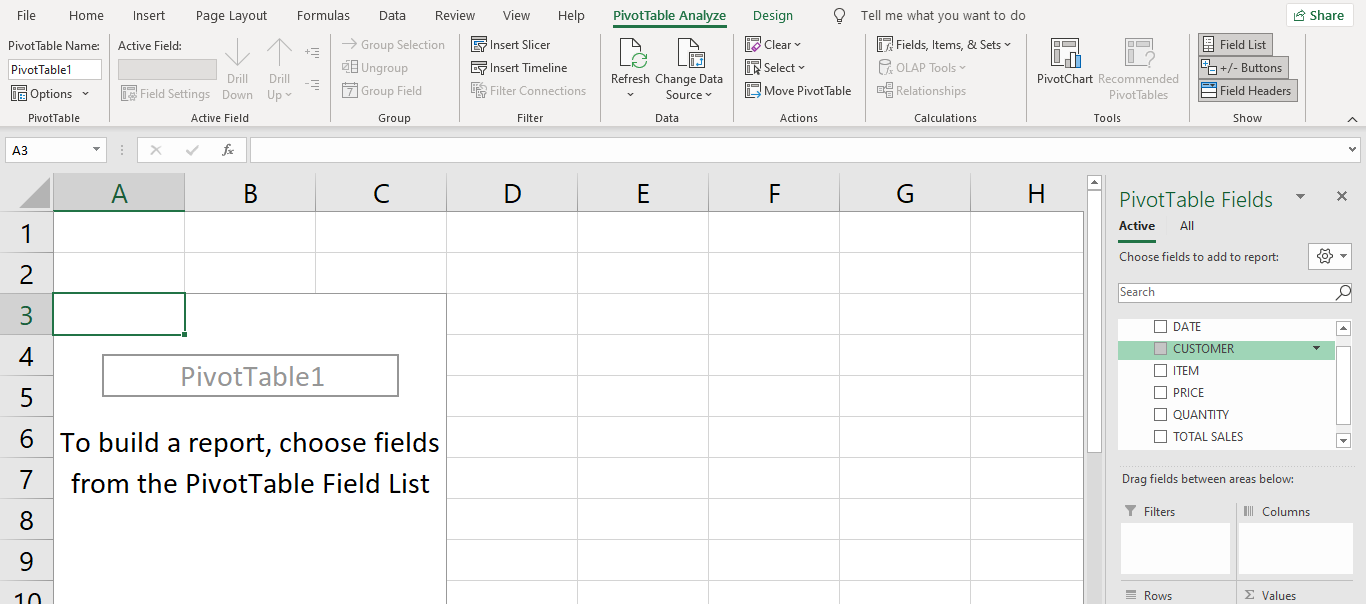 File Home Insert Page Layout Formulas Data Review View Help PivotTable Analyze Design Tell me what you want to do Share
PivotTable Name:
PivotTable1
Options
PivotTable
Active Field:
Field Settings
Drill
Down
Drill
Up
Active Field
Group Selection
Ungroup
Group Field
Group
Insert Slicer
Insert Timeline
Filter Connections
Filter
Refresh
Change Data
Source
Data
Clear
Select
Move PivotTable
Actions
Fields, Items, & Sets
OLAP Tools
Relationships
Calculations
PivotChart
Recommended
PivotTables
Tools
Field List
+/- Buttons
Field Headers
Show
A3
fx
A B C D E F G H
1
2
3
4
5
6
7
8
9
10
PivotTable1
To build a report, choose fields
from the PivotTable Field List
PivotTable Fields
Active All
Choose fields to add to report:
Search
DATE
CUSTOMER
ITEM
PRICE
QUANTITY
TOTAL SALES
Drag fields between areas below:
Filters
Columns
Rows
Σ Values